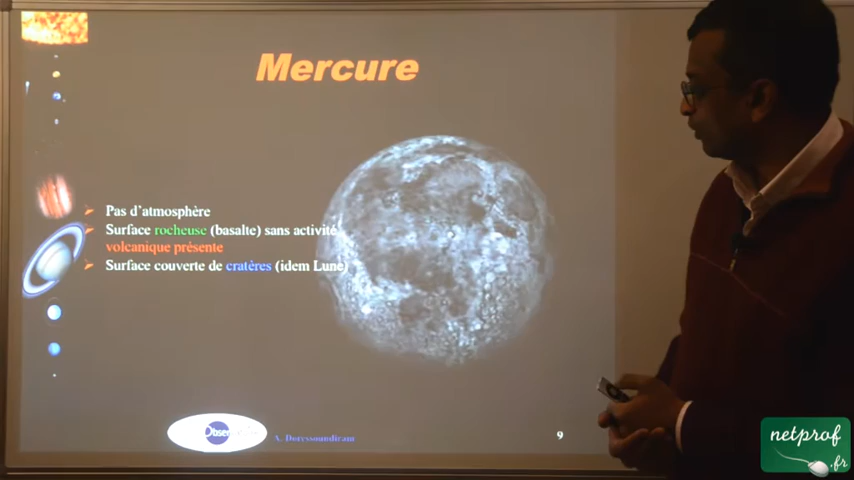 Mercure
Pas d'atmosphère
Surface rocheuse (basalte) sans activité
volcanique présente
Surface couverte de cratères (idem Lune)
A. Doressoundiram
9
netprof
.fr